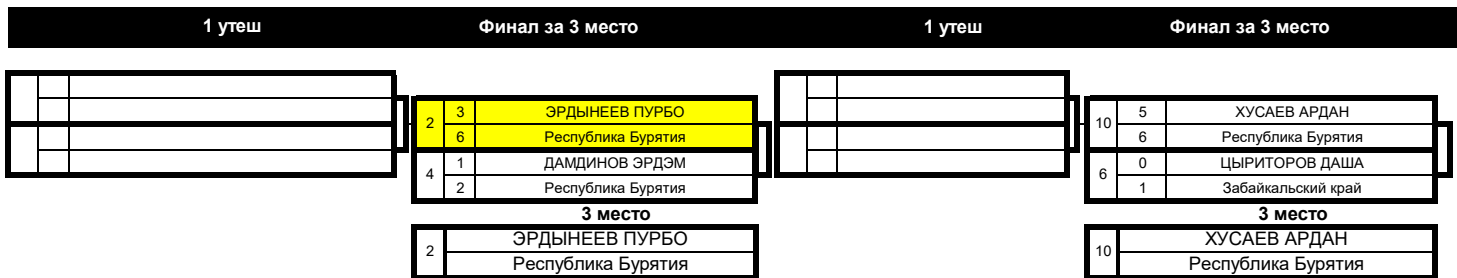 1 утеш Финал за 3 место 1 утеш Финал за 3 место
3 ЭРДЫНЕЕВ ПУРБО 5 ХУСАЕВ АРДАН
2 10
6 Республика Бурятия 6 Республика Бурятия
1 ДАМДИНОВ ЭРДЭМ 0 ЦЫРИТОРОВ ДАША
4 6
2 Республика Бурятия 1 Забайкальский край
3 место 3 место
ЭРДЫНЕЕВ ПУРБО ХУСАЕВ АРДАН
2 10
Республика Бурятия Республика Бурятия